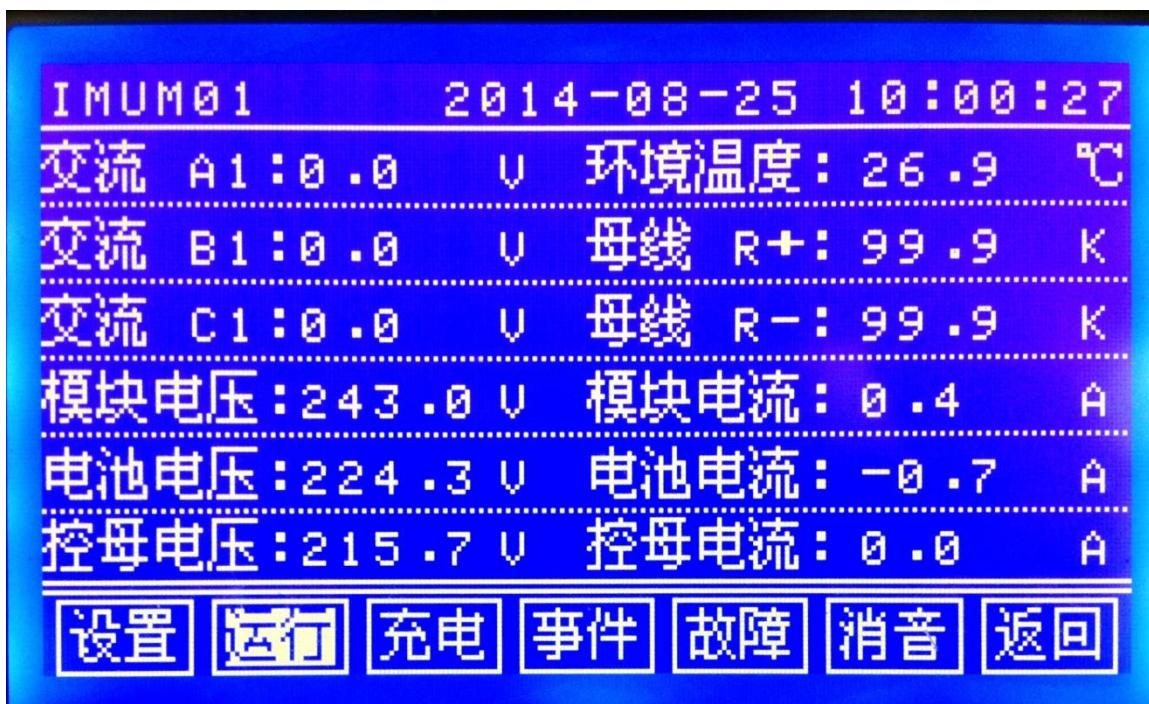 IMUM01 2014-08-25 10:00:27
交流 A1:0.0 V 环境温度: 26.9 ℃
交流 B1:0.0 V 母线 R+: 99.9 K
交流 C1:0.0 V 母线 R-: 99.9 K
模块电压:243.0 V 模块电流: 0.4 A
电池电压:224.3 V 电池电流: -0.7 A
控母电压:215.7 V 控母电流: 0.0 A
设置 运行 充电 事件 故障 消音 返回